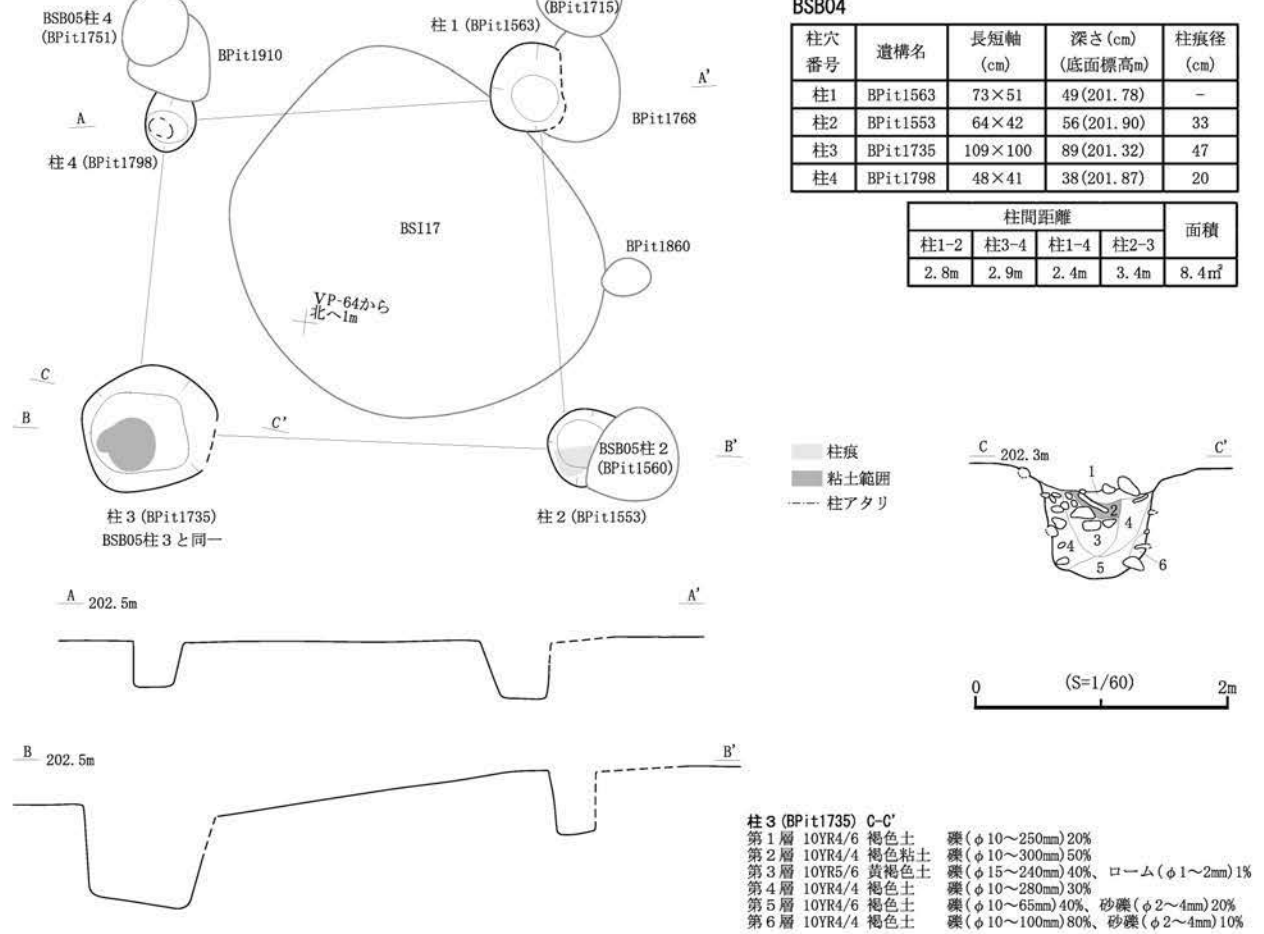 BSB05柱4
(BPit1751)
BPit1910
柱1(BPit1563)
(BPit1715)
A
A'
BPit1768
柱4(BPit1798)
BSI17
BPit1860
VP-64から
北へ1m
C
B
C'
BSB05柱2
(BPit1560)
B'
柱3(BPit1735)
BSB05柱3と同一
柱2(BPit1553)
BSB04
柱穴番号 遺構名 長短軸(cm) 深さ(cm)(底面標高m) 柱痕径(cm)
柱1 BPit1563 73×51 49(201.78) -
柱2 BPit1553 64×42 56(201.90) 33
柱3 BPit1735 109×100 89(201.32) 47
柱4 BPit1798 48×41 38(201.87) 20
柱間距離 面積
柱1-2 柱3-4 柱1-4 柱2-3
2.8m 2.9m 2.4m 3.4m 8.4㎡
柱痕
粘土範囲
柱アタリ
C 202.3m C'
1
2
4
3
4
5
6
A 202.5m A'
B 202.5m B'
0 (S=1/60) 2m
柱3(BPit1735) C-C'
第1層 10YR4/6 褐色土 礫(φ10～250mm)20%
第2層 10YR4/4 褐色粘土 礫(φ10～300mm)50%
第3層 10YR5/6 黄褐色土 礫(φ15～240mm)40%、ローム(φ1～2mm)1%
第4層 10YR4/4 褐色土 礫(φ10～280mm)30%
第5層 10YR4/6 褐色土 礫(φ10～65mm)40%、砂礫(φ2～4mm)20%
第6層 10YR4/4 褐色土 礫(φ10～100mm)80%、砂礫(φ2～4mm)10%